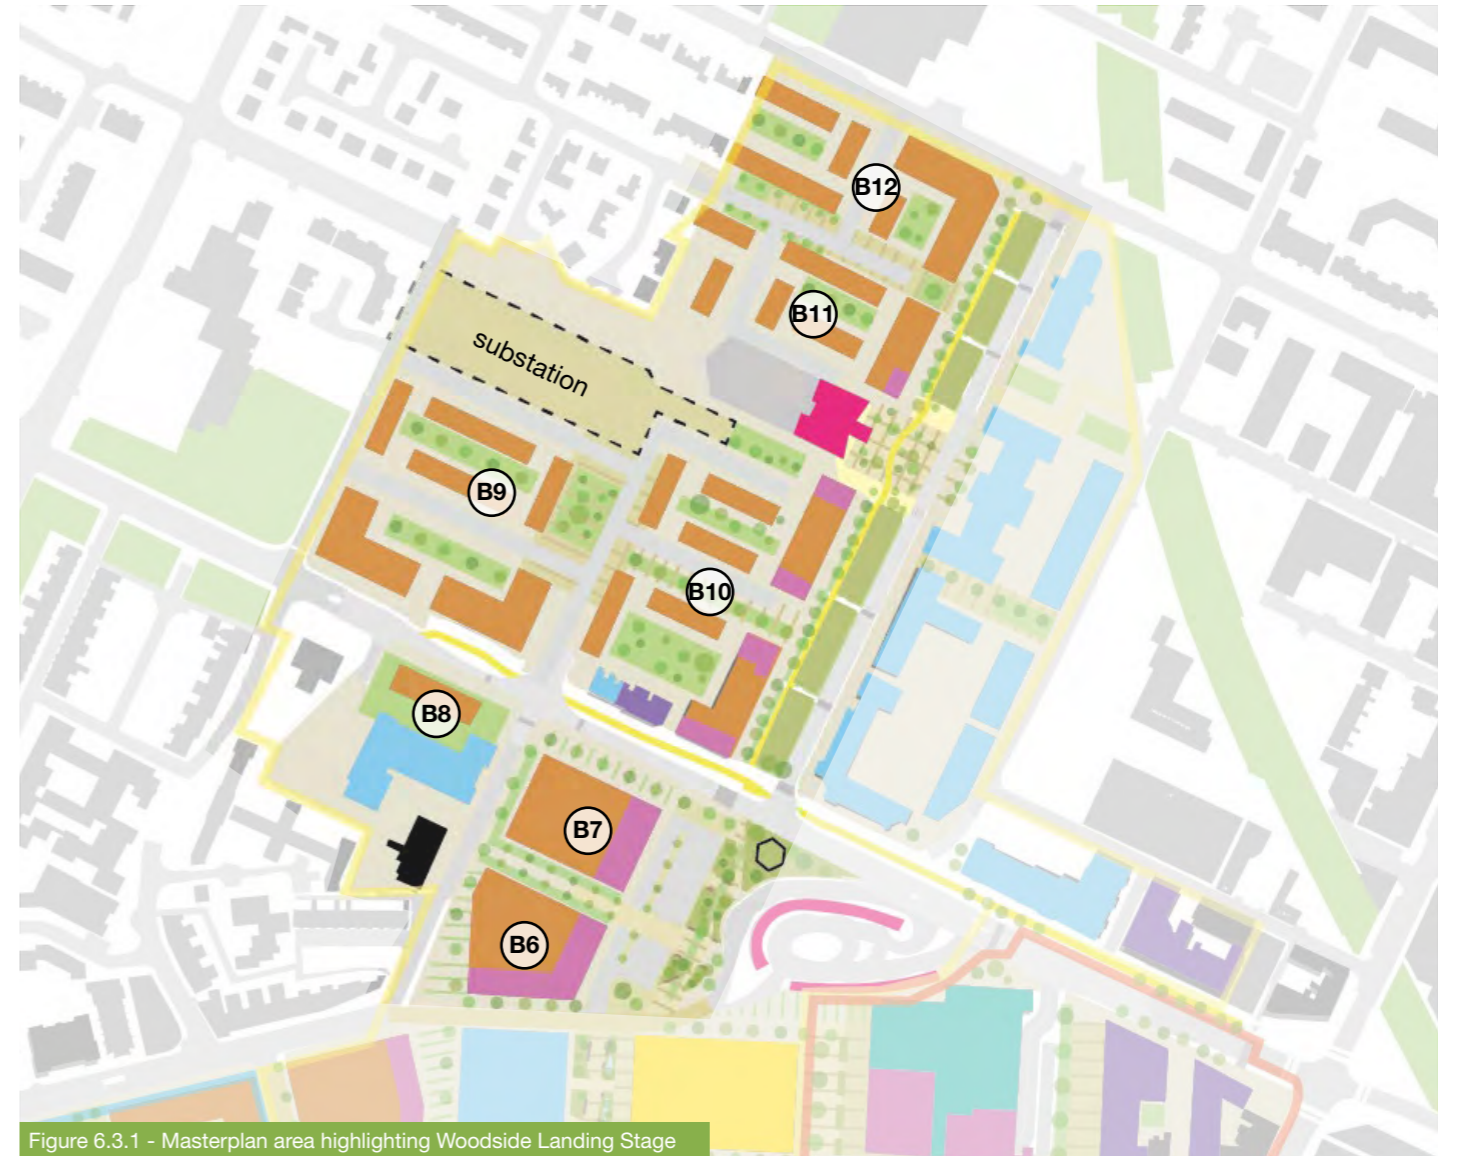 B12
B11
substation
B9
B10
B8
B7
B6
Figure 6.3.1 - Masterplan area highlighting Woodside Landing Stage